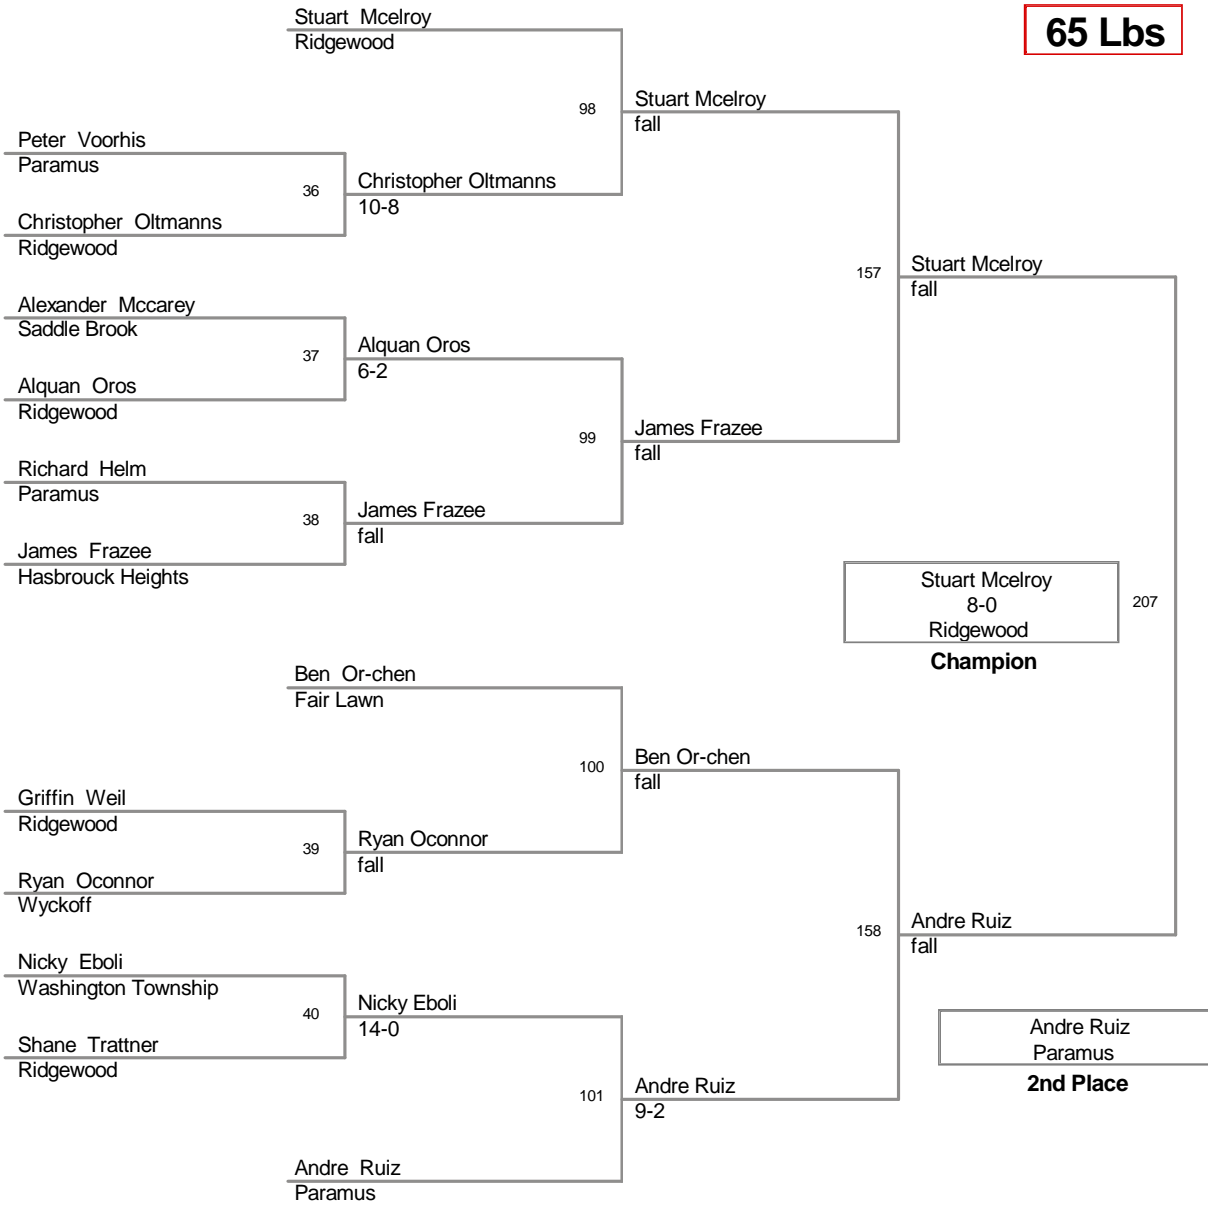 65 Lbs
Stuart Mcelroy
Ridgewood
98
Stuart Mcelroy
fall
Peter Voorhis
Paramus
36
Christopher Oltmanns
10-8
Christopher Oltmanns
Ridgewood
157
Stuart Mcelroy
fall
Alexander Mccarey
Saddle Brook
37
Alquan Oros
6-2
Alquan Oros
Ridgewood
99
James Frazee
fall
Richard Helm
Paramus
38
James Frazee
fall
James Frazee
Hasbrouck Heights
Stuart Mcelroy
8-0
Ridgewood
207
Champion
Ben Or-chen
Fair Lawn
100
Ben Or-chen
fall
Griffin Weil
Ridgewood
39
Ryan Oconnor
fall
Ryan Oconnor
Wyckoff
158
Andre Ruiz
fall
Nicky Eboli
Washington Township
40
Nicky Eboli
14-0
Shane Trattner
Ridgewood
Andre Ruiz
Paramus
2nd Place
101
Andre Ruiz
9-2
Andre Ruiz
Paramus